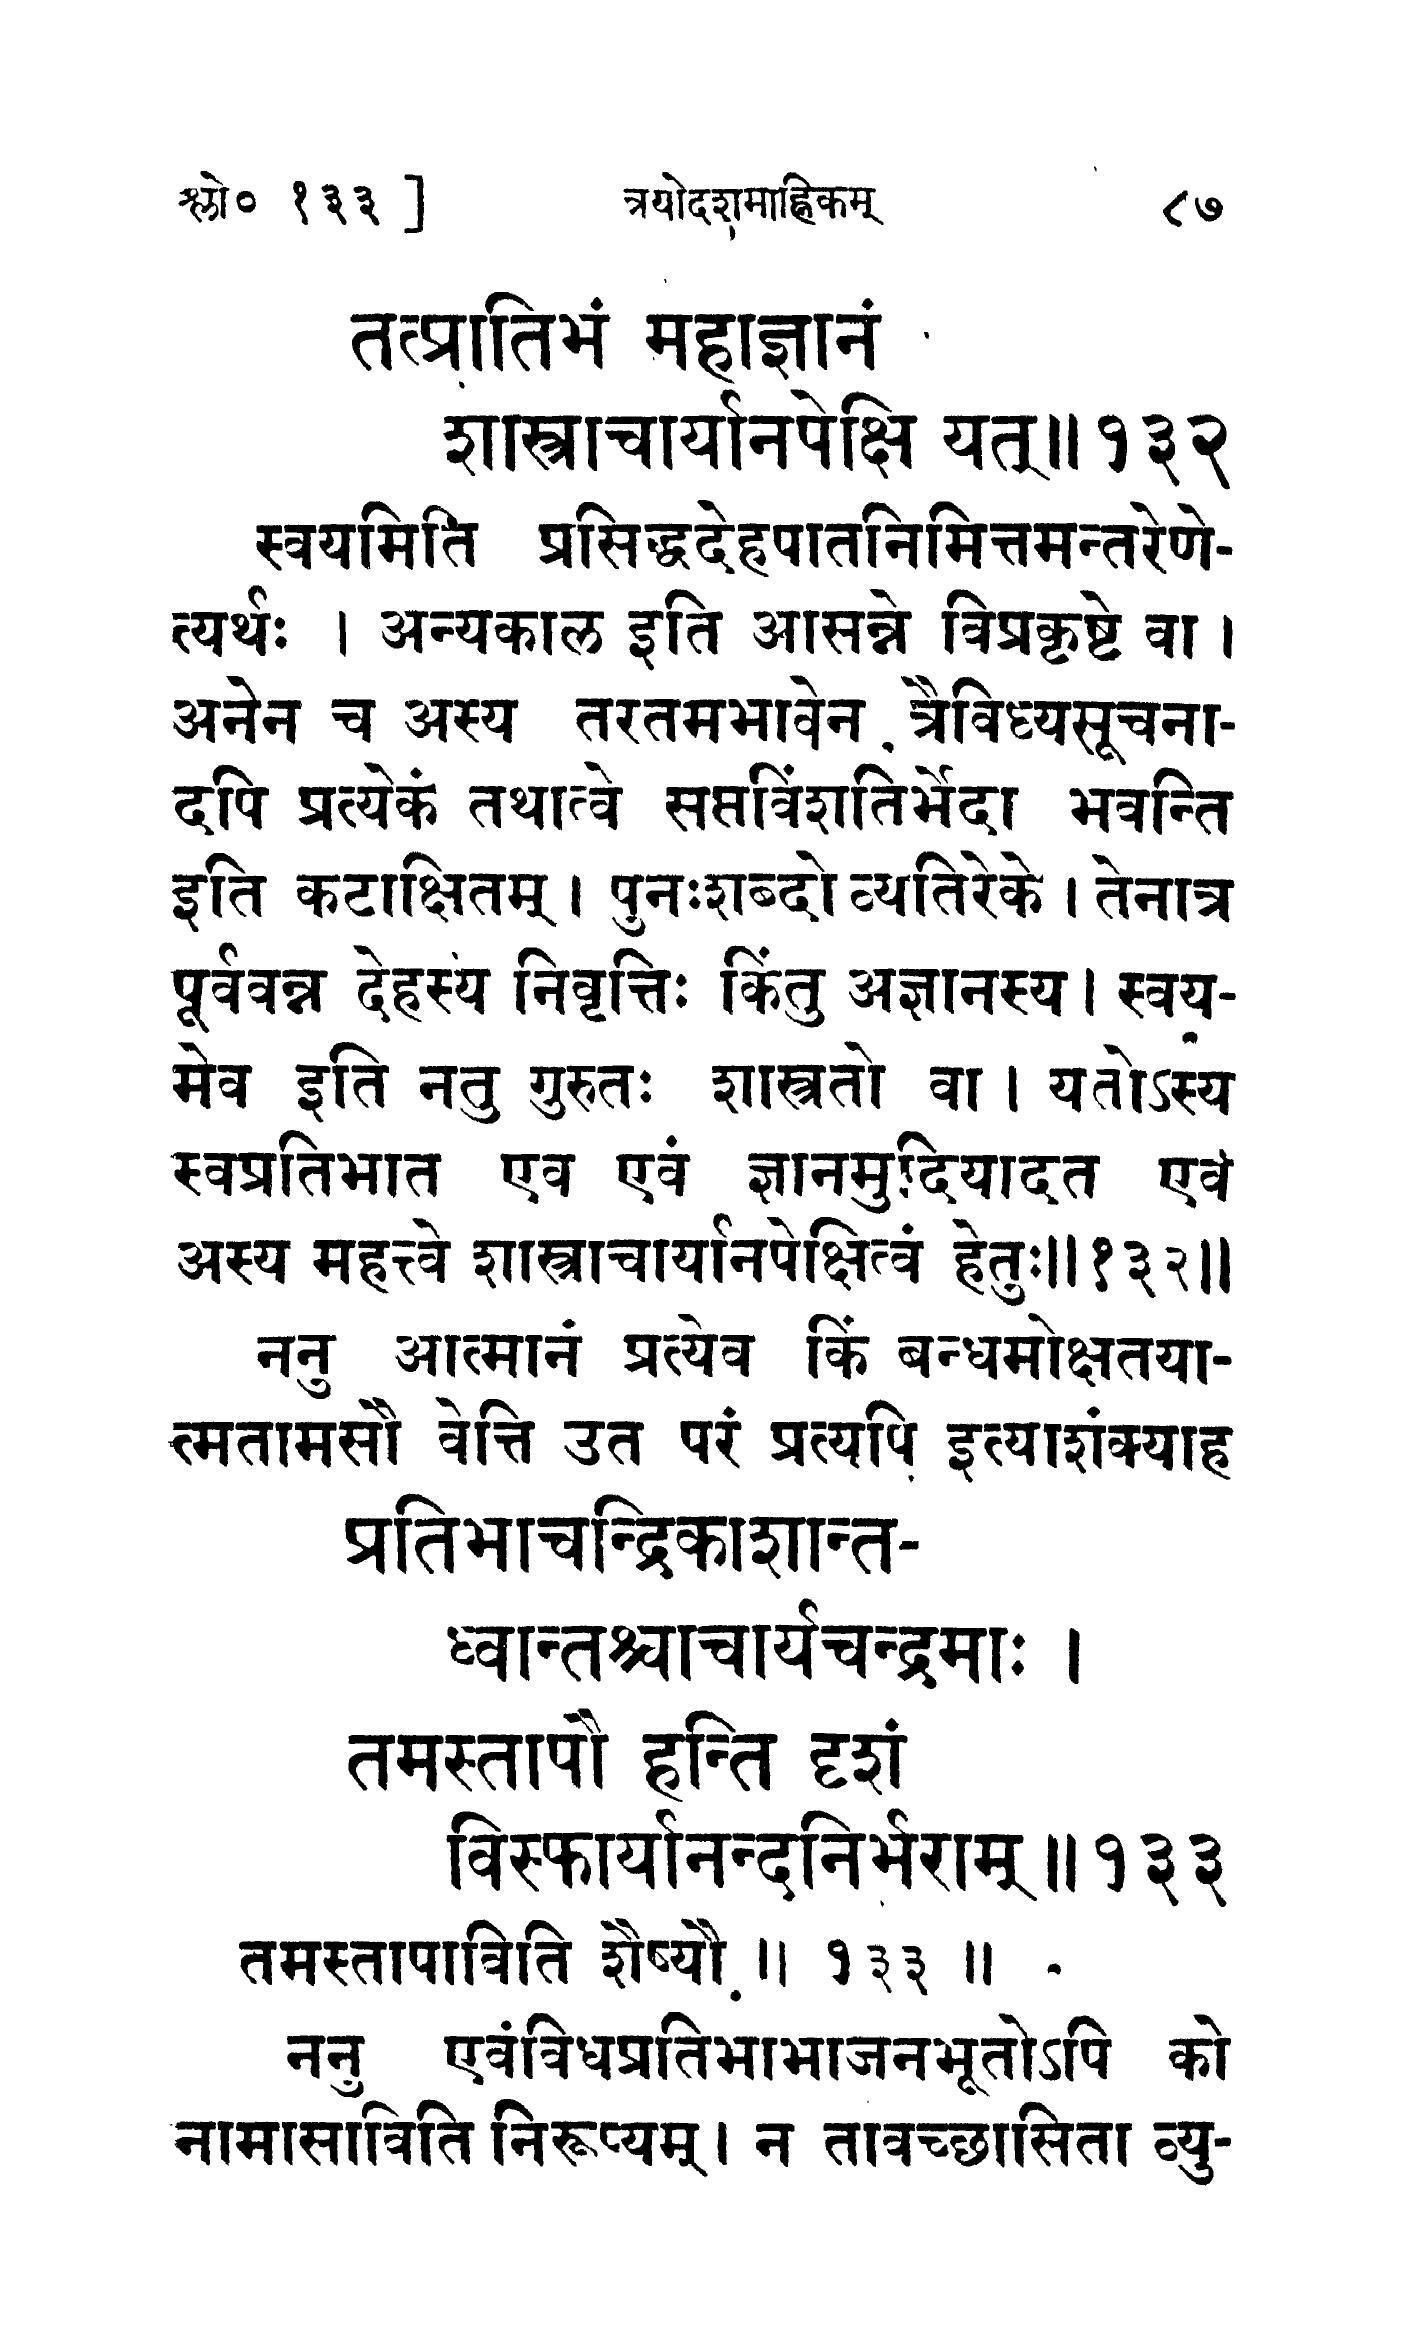 श्लो० १३३ ] त्रयोदशमाह्निकम् ८७
तत्प्रातिभं महाज्ञानं
शास्त्राचार्यानपेक्षि यत्॥१३२
स्वयमिति प्रसिद्धदेहपातनिमित्तमन्तरेणे-
त्यर्थः । अन्यकाल इति आसन्ने विप्रकृष्टे वा ।
अनेन च अस्य तरतमभावेन त्रैविध्यसूचना-
दपि प्रत्येकं तथात्वे सप्तविंशतिर्भेदा भवन्ति
इति कटाक्षितम् । पुनःशब्दो व्यतिरेके । तेनात्र
पूर्ववन्न देहस्य निवृत्तिः किंतु अज्ञानस्य । स्वय-
मेव इति नतु गुरुतः शास्त्रतो वा । यतोऽस्य
स्वप्रतिभात एव एवं ज्ञानमुदियादत एव
अस्य महत्त्वे शास्त्राचार्यानपेक्षित्वं हेतुः॥१३२॥
ननु आत्मानं प्रत्येव किं बन्धमोक्षतया-
त्मतामसौ वेत्ति उत परं प्रत्यपि इत्याशंक्याह
प्रतिभाचन्द्रिकाशान्त-
ध्वान्तश्चाचार्यचन्द्रमाः ।
तमस्तापौ हन्ति दृशं
विस्फार्यानन्दनिर्भराम्॥१३३
तमस्तापाविति शैष्यौ ॥ १३३ ॥
ननु एवंविधप्रतिभाभाजनभूतोऽपि को
नामासाविति निरूप्यम् । न तावच्छासिता व्यु-